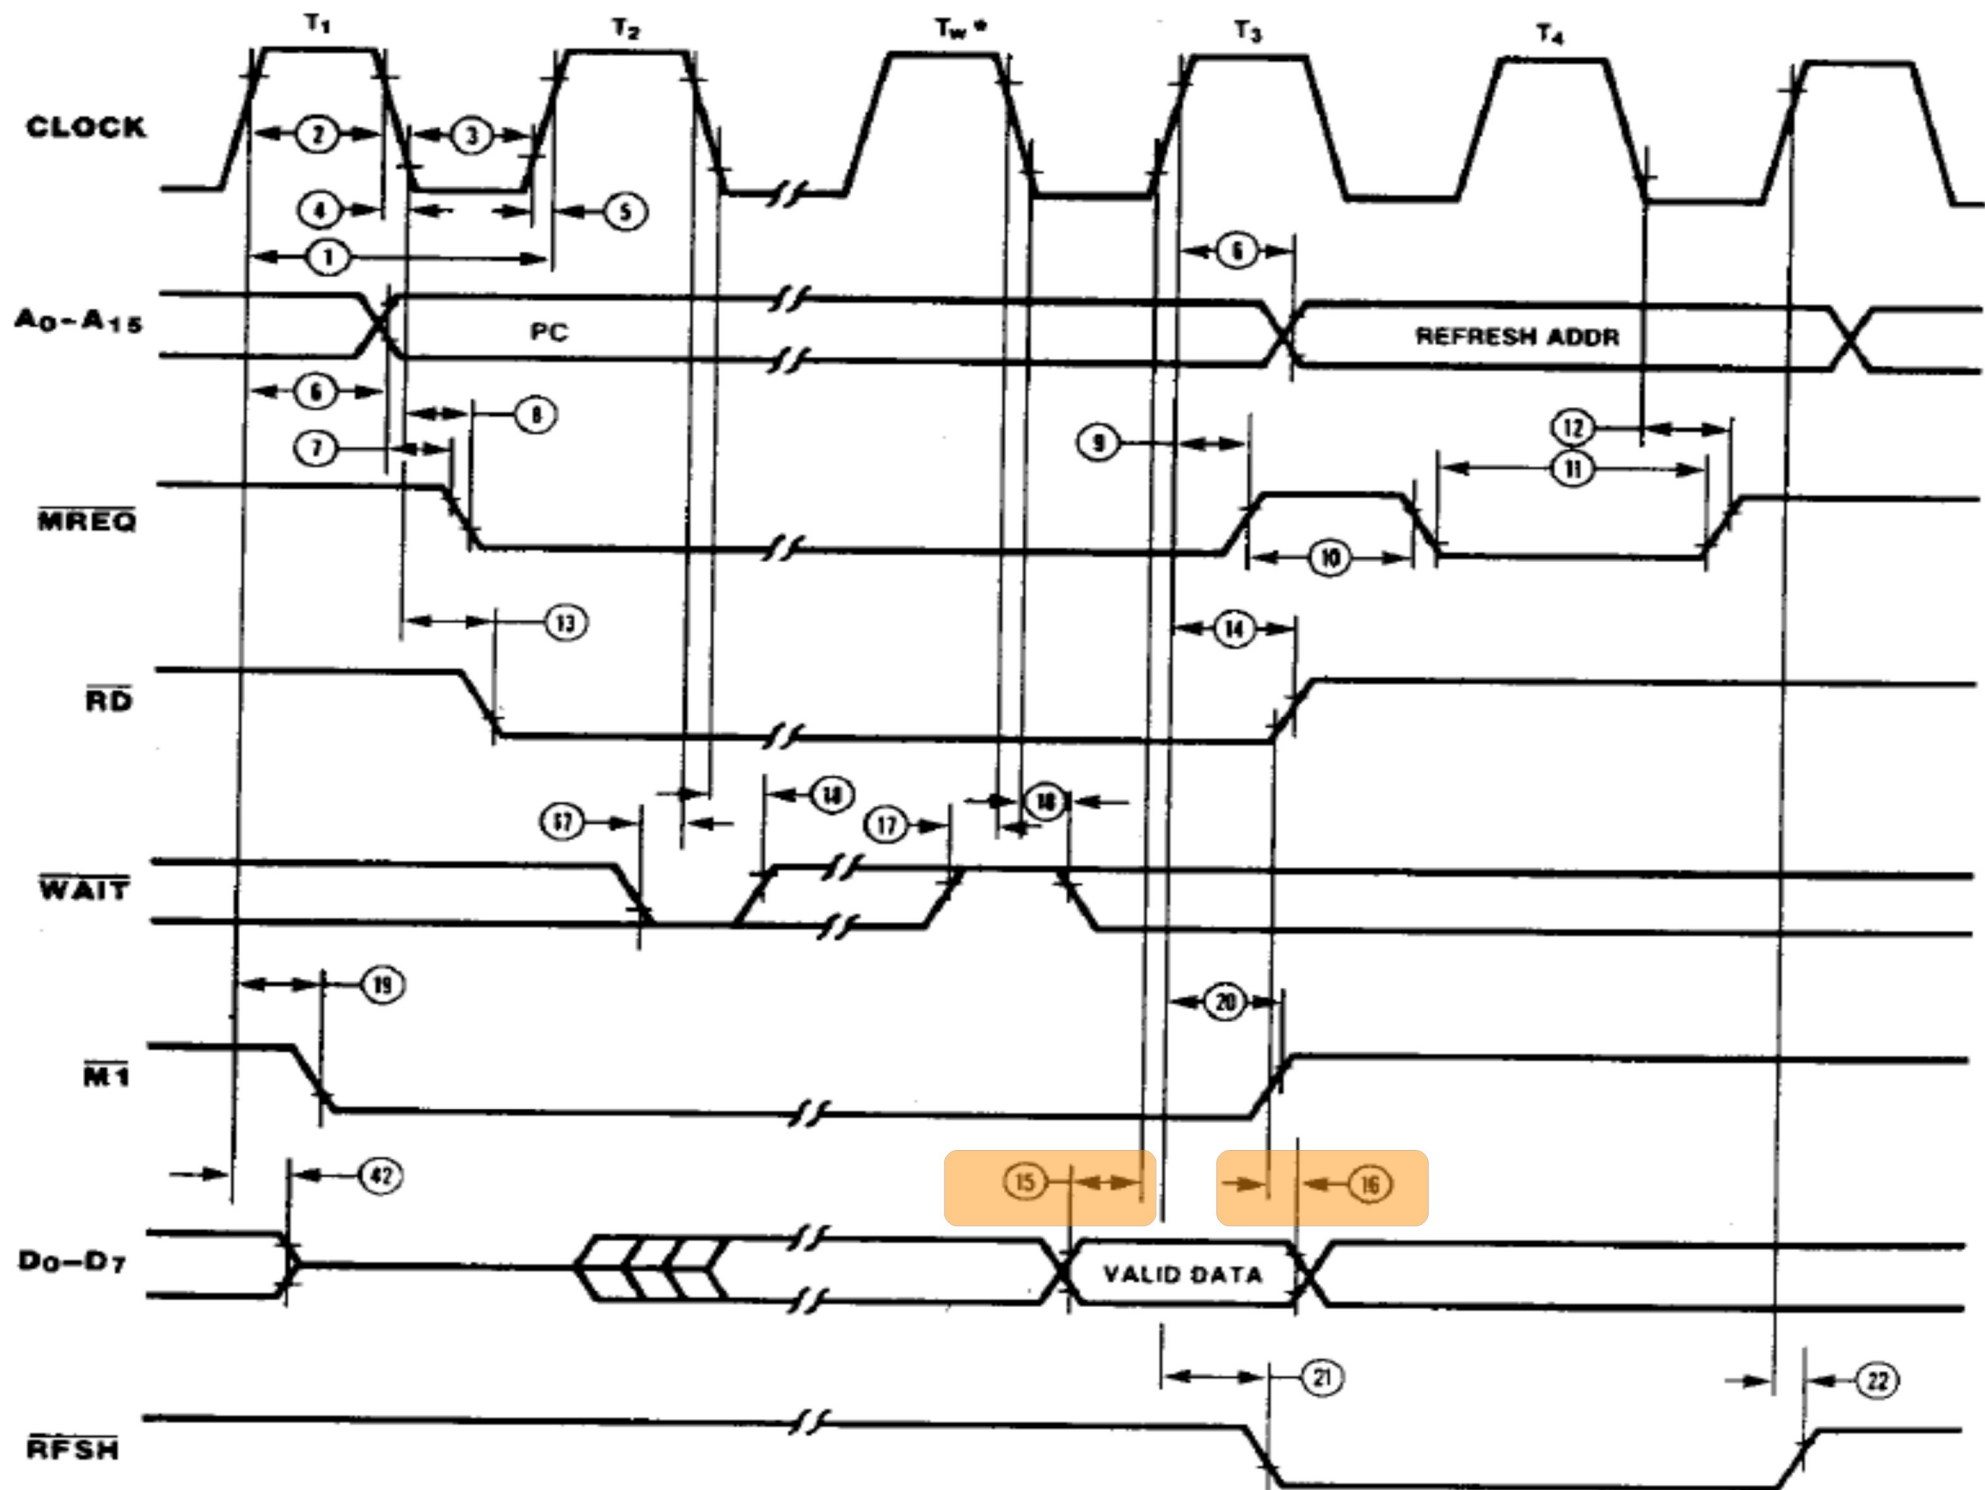 T1 T2 Tw* T3 T4
CLOCK
2 3
4 5
1
6
A0-A15 PC REFRESH ADDR
6
8
7 9 12
11
MREQ
10
13 14
RD
18 18
17 17
WAIT
19 20
M1
42 15 16
D0-D7 VALID DATA
21 22
RFSH